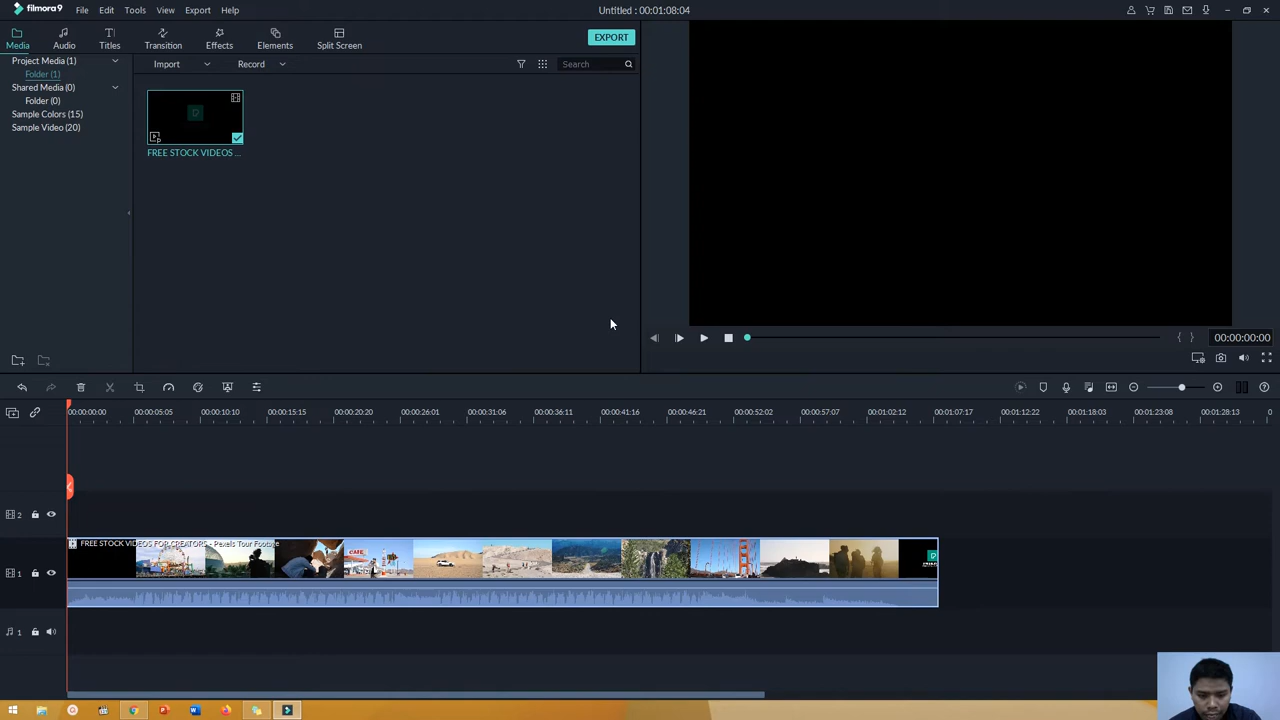 filmora9 File Edit Tools View Export Help Untitled : 00:01:08:04
Media Audio Titles Transition Effects Elements Split Screen EXPORT
Project Media (1) Import Record Search
Folder (1)
Shared Media (0)
Folder (0)
Sample Colors (15)
Sample Video (20)
FREE STOCK VIDEOS ...
00:00:00:00
00:00:00:00 00:00:05:05 00:00:10:10 00:00:15:15 00:00:20:20 00:00:26:01 00:00:31:06 00:00:36:11 00:00:41:16 00:00:46:21 00:00:52:02 00:00:57:07 00:01:02:12 00:01:07:17 00:01:12:22 00:01:18:03 00:01:23:08 00:01:28:13 0
2
FREE STOCK VIDEOS FOR CREATORS - Pexels Tour Footage
1
1